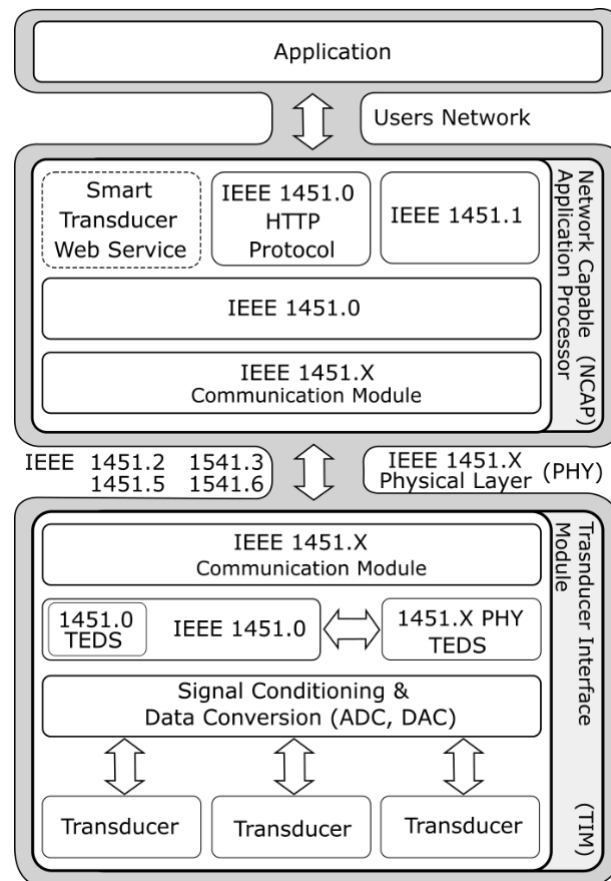 Application
Users Network
Smart
Transducer
Web Service
IEEE 1451.0
HTTP
Protocol
IEEE 1451.1
Network Capable
Application Processor
(NCAP)
IEEE 1451.0
IEEE 1451.X
Communication Module
IEEE 1451.2 1541.3
1451.5 1541.6
IEEE 1451.X
Physical Layer
(PHY)
IEEE 1451.X
Communication Module
Trasnducer Interface
Module
(TIM)
1451.0
TEDS
IEEE 1451.0
1451.X PHY
TEDS
Signal Conditioning &
Data Conversion (ADC, DAC)
Transducer
Transducer
Transducer